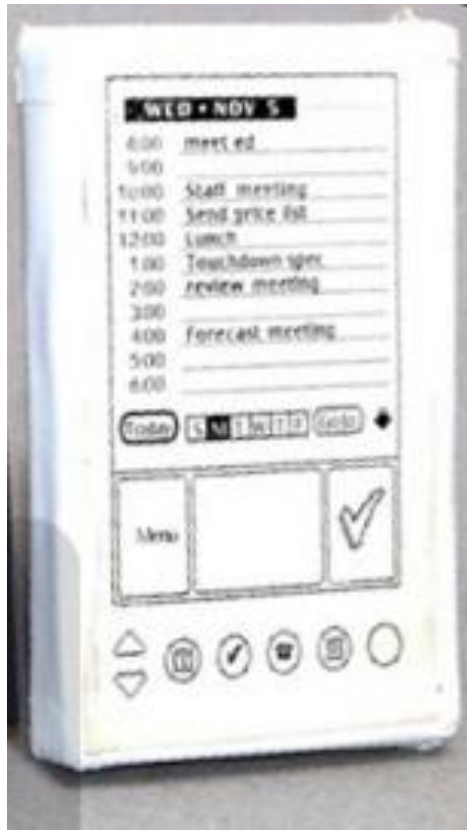 WED • NOV 5
8:00 meet ed
9:00
10:00 Staff meeting
11:00 Send price list
12:00 Lunch
1:00 Touchdown spec
2:00 review meeting
3:00
4:00 Forecast meeting
5:00
6:00
Today S M T W T F Go to
Menu